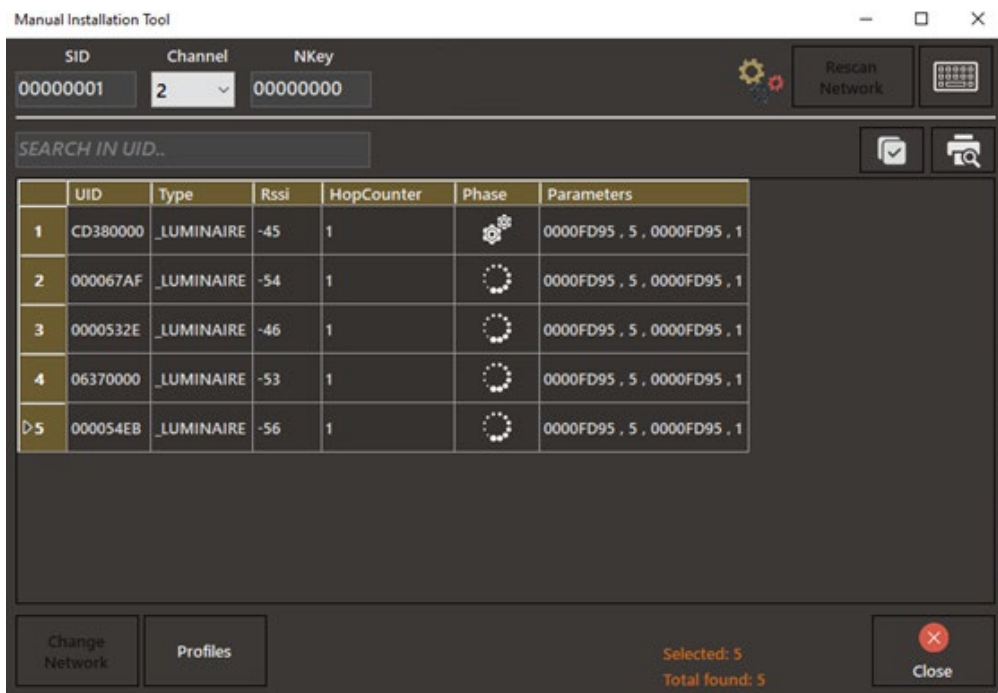 Manual Installation Tool
SID Channel NKey
00000001 2 00000000
Rescan
Network
SEARCH IN UID..
UID Type Rssi HopCounter Phase Parameters
1 CD380000 _LUMINAIRE -45 1 0000FD95 , 5 , 0000FD95 , 1
2 000067AF _LUMINAIRE -54 1 0000FD95 , 5 , 0000FD95 , 1
3 0000532E _LUMINAIRE -46 1 0000FD95 , 5 , 0000FD95 , 1
4 06370000 _LUMINAIRE -53 1 0000FD95 , 5 , 0000FD95 , 1
5 000054EB _LUMINAIRE -56 1 0000FD95 , 5 , 0000FD95 , 1
Change
Network
Profiles
Selected: 5
Total found: 5
Close